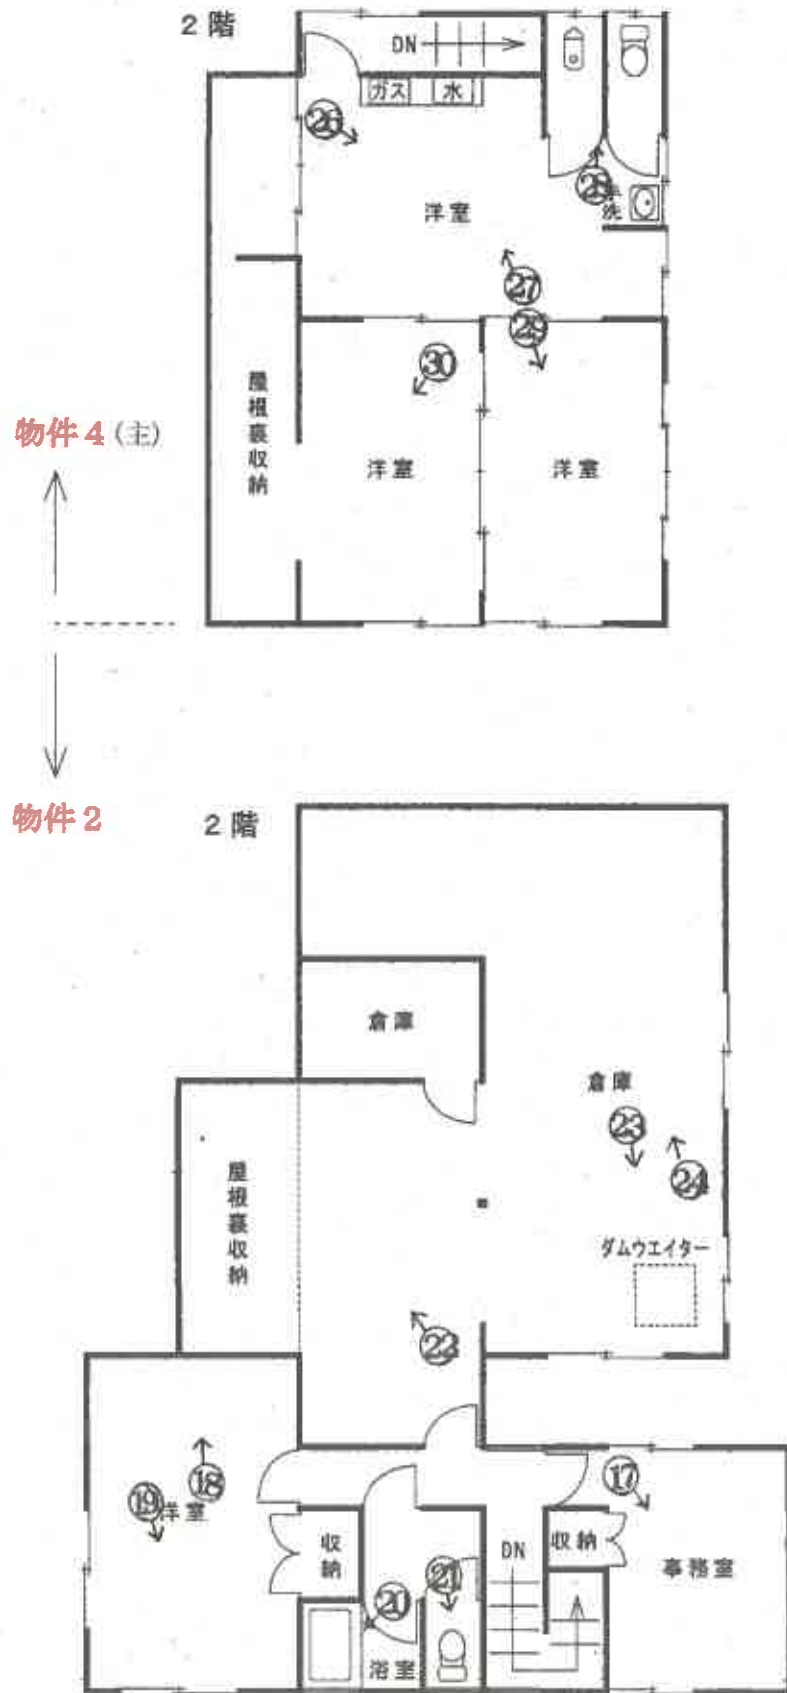 2階
DN
ガス
水
㉖
㉘
手洗
洋室
㉗
㉙
㉚
屋根裏収納
物件4(主)
洋室
洋室
物件2
2階
倉庫
倉庫
㉓
㉔
屋根裏収納
ダムウエイター
㉒
⑰
⑱
⑲
洋室
収納
DN
収納
事務室
㉑
⑳
浴室